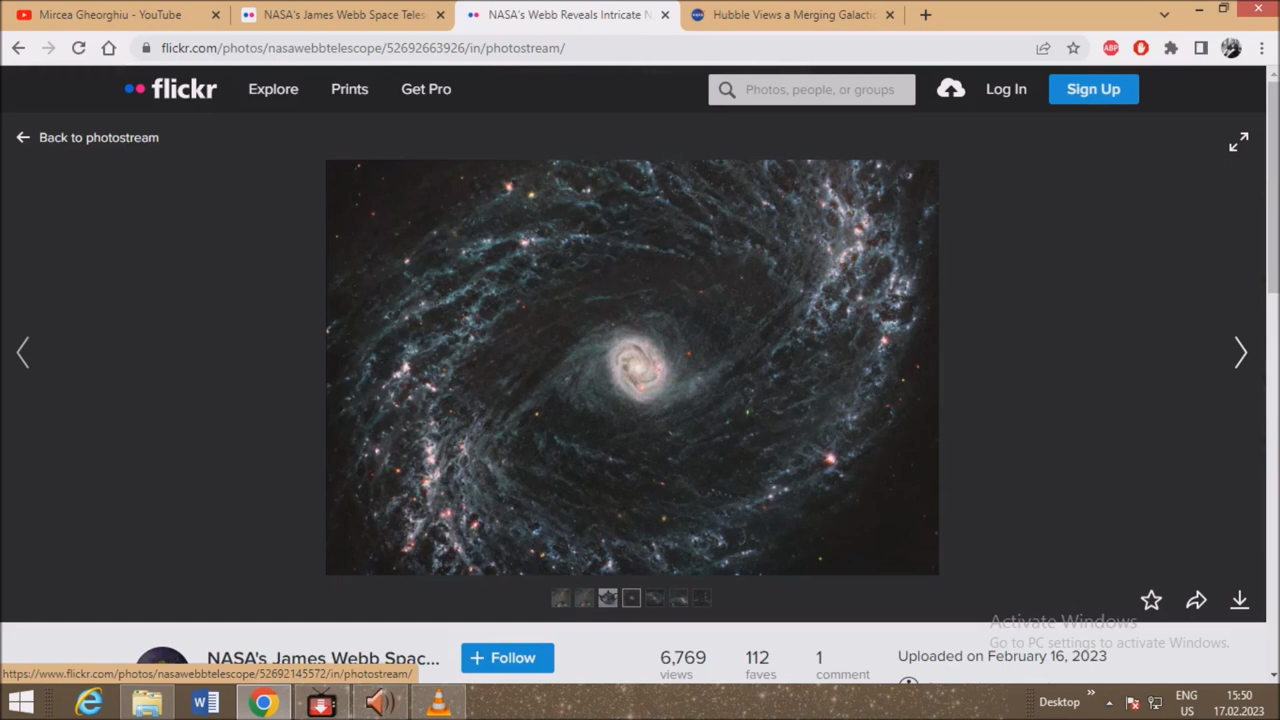 Mircea Gheorghiu - YouTube
NASA's James Webb Space Teles
NASA's Webb Reveals Intricate N
Hubble Views a Merging Galactic
flickr.com/photos/nasawebbtelescope/52692663926/in/photostream/
ABP
flickr
Explore
Prints
Get Pro
Photos, people, or groups
Log In
Sign Up
Back to photostream
Activate Windows
Go to PC settings to activate Windows.
NASA's James Webb Spac...
+ Follow
6,769
views
112
faves
1
comment
Uploaded on February 16, 2023
https://www.flickr.com/photos/nasawebbtelescope/52692145572/in/photostream/
Desktop
ENG
US
15:50
17.02.2023